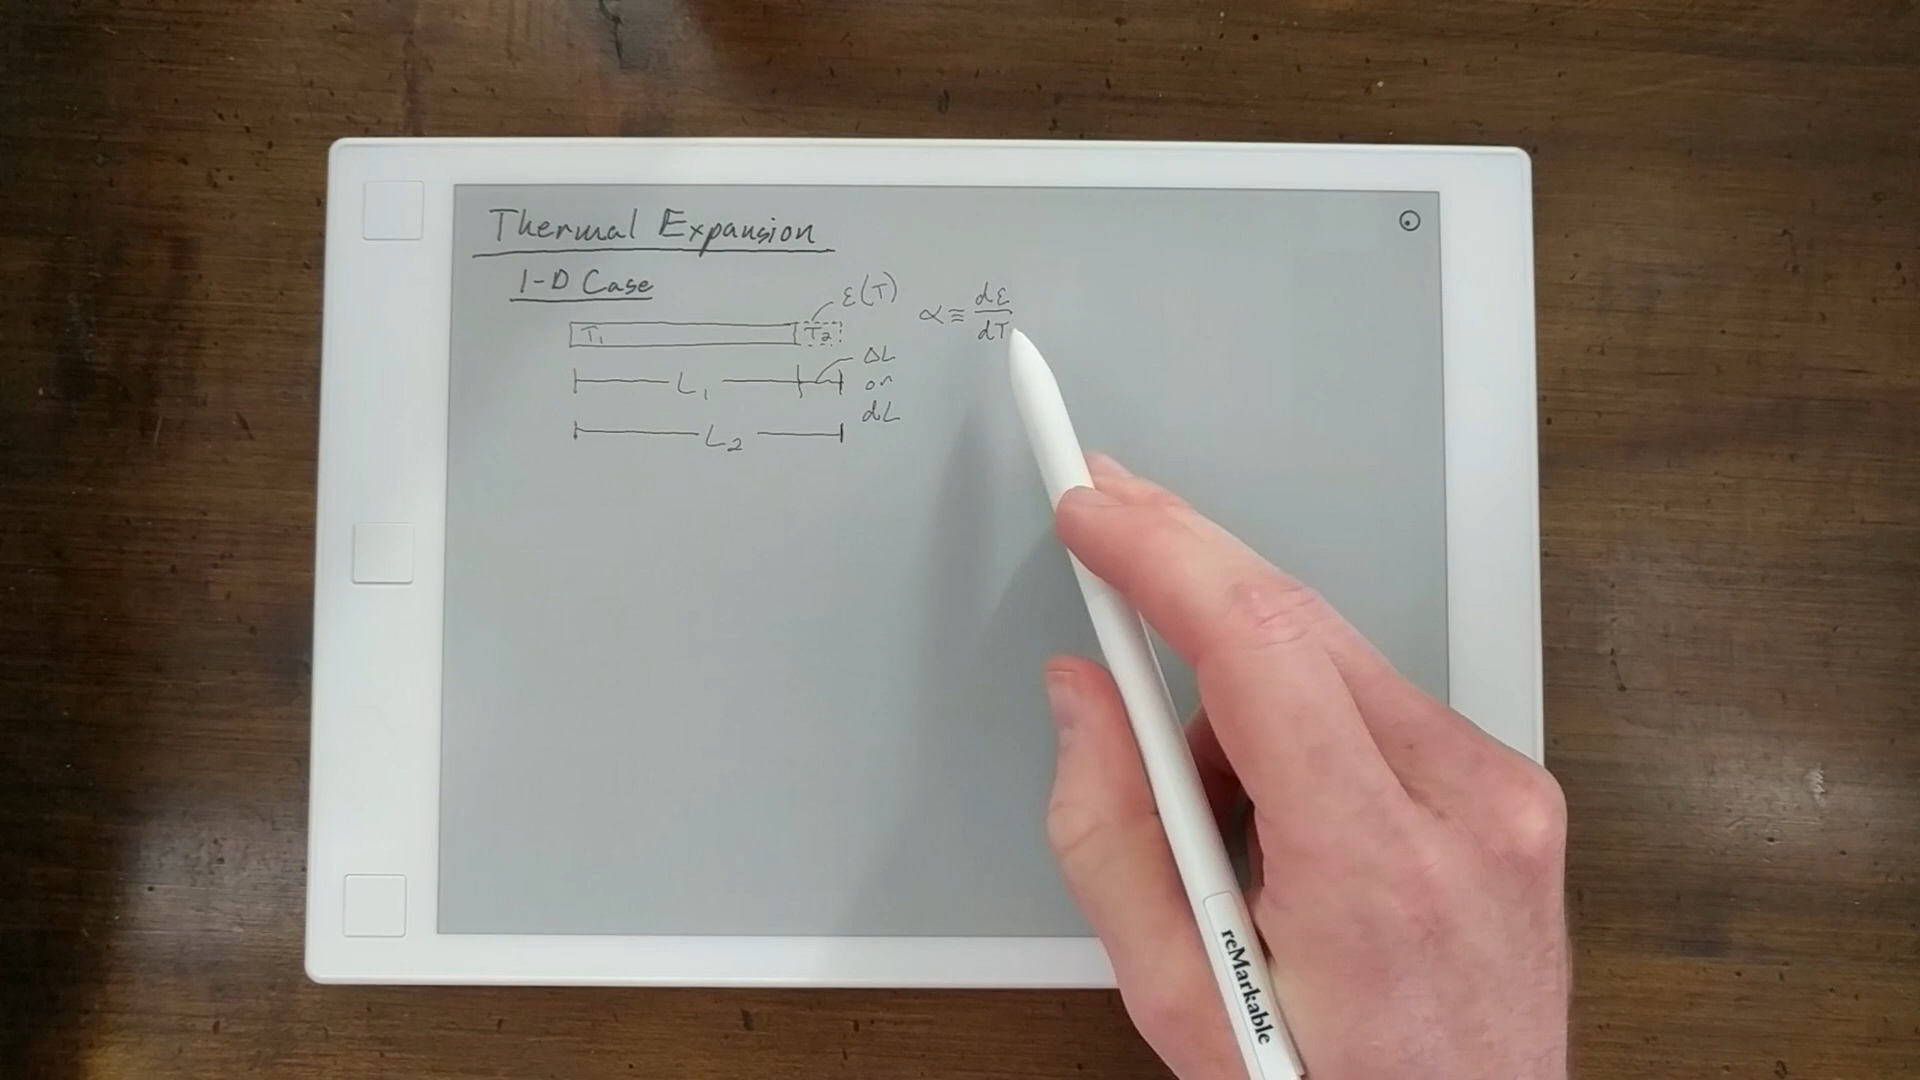 Thermal Expansion
1-D Case
ε(T)
α ≡ dε/dT
T₁
T₂
ΔL
or
dL
L₁
L₂
reMarkable